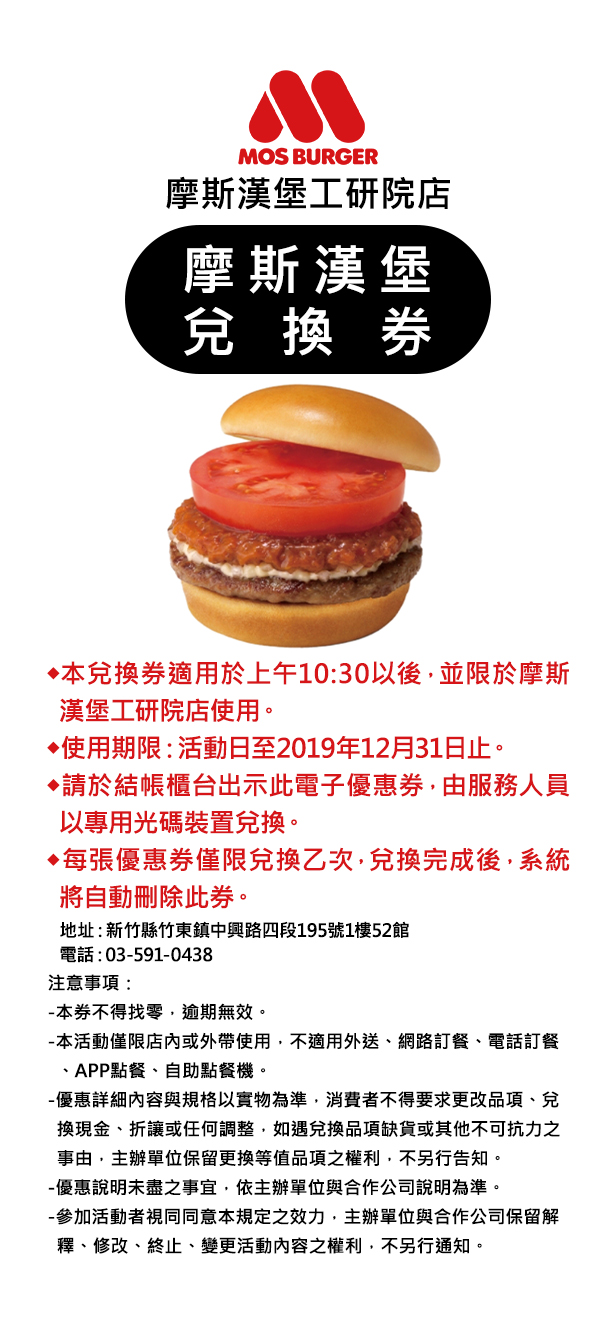 MOS BURGER
摩斯漢堡工研院店
摩斯漢堡
兌換券
◆本兌換券適用於上午10:30以後，並限於摩斯
漢堡工研院店使用。
◆使用期限：活動日至2019年12月31日止。
◆請於結帳櫃台出示此電子優惠券，由服務人員
以專用光碼裝置兌換。
◆每張優惠券僅限兌換乙次，兌換完成後，系統
將自動刪除此券。
地址：新竹縣竹東鎮中興路四段195號1樓52館
電話：03-591-0438
注意事項：
-本券不得找零，逾期無效。
-本活動僅限店內或外帶使用，不適用外送、網路訂餐、電話訂餐
、APP點餐、自助點餐機。
-優惠詳細內容與規格以實物為準，消費者不得要求更改品項、兌
換現金、折讓或任何調整，如遇兌換品項缺貨或其他不可抗力之
事由，主辦單位保留更換等值品項之權利，不另行告知。
-優惠說明未盡之事宜，依主辦單位與合作公司說明為準。
-參加活動者視同同意本規定之效力，主辦單位與合作公司保留解
釋、修改、終止、變更活動內容之權利，不另行通知。